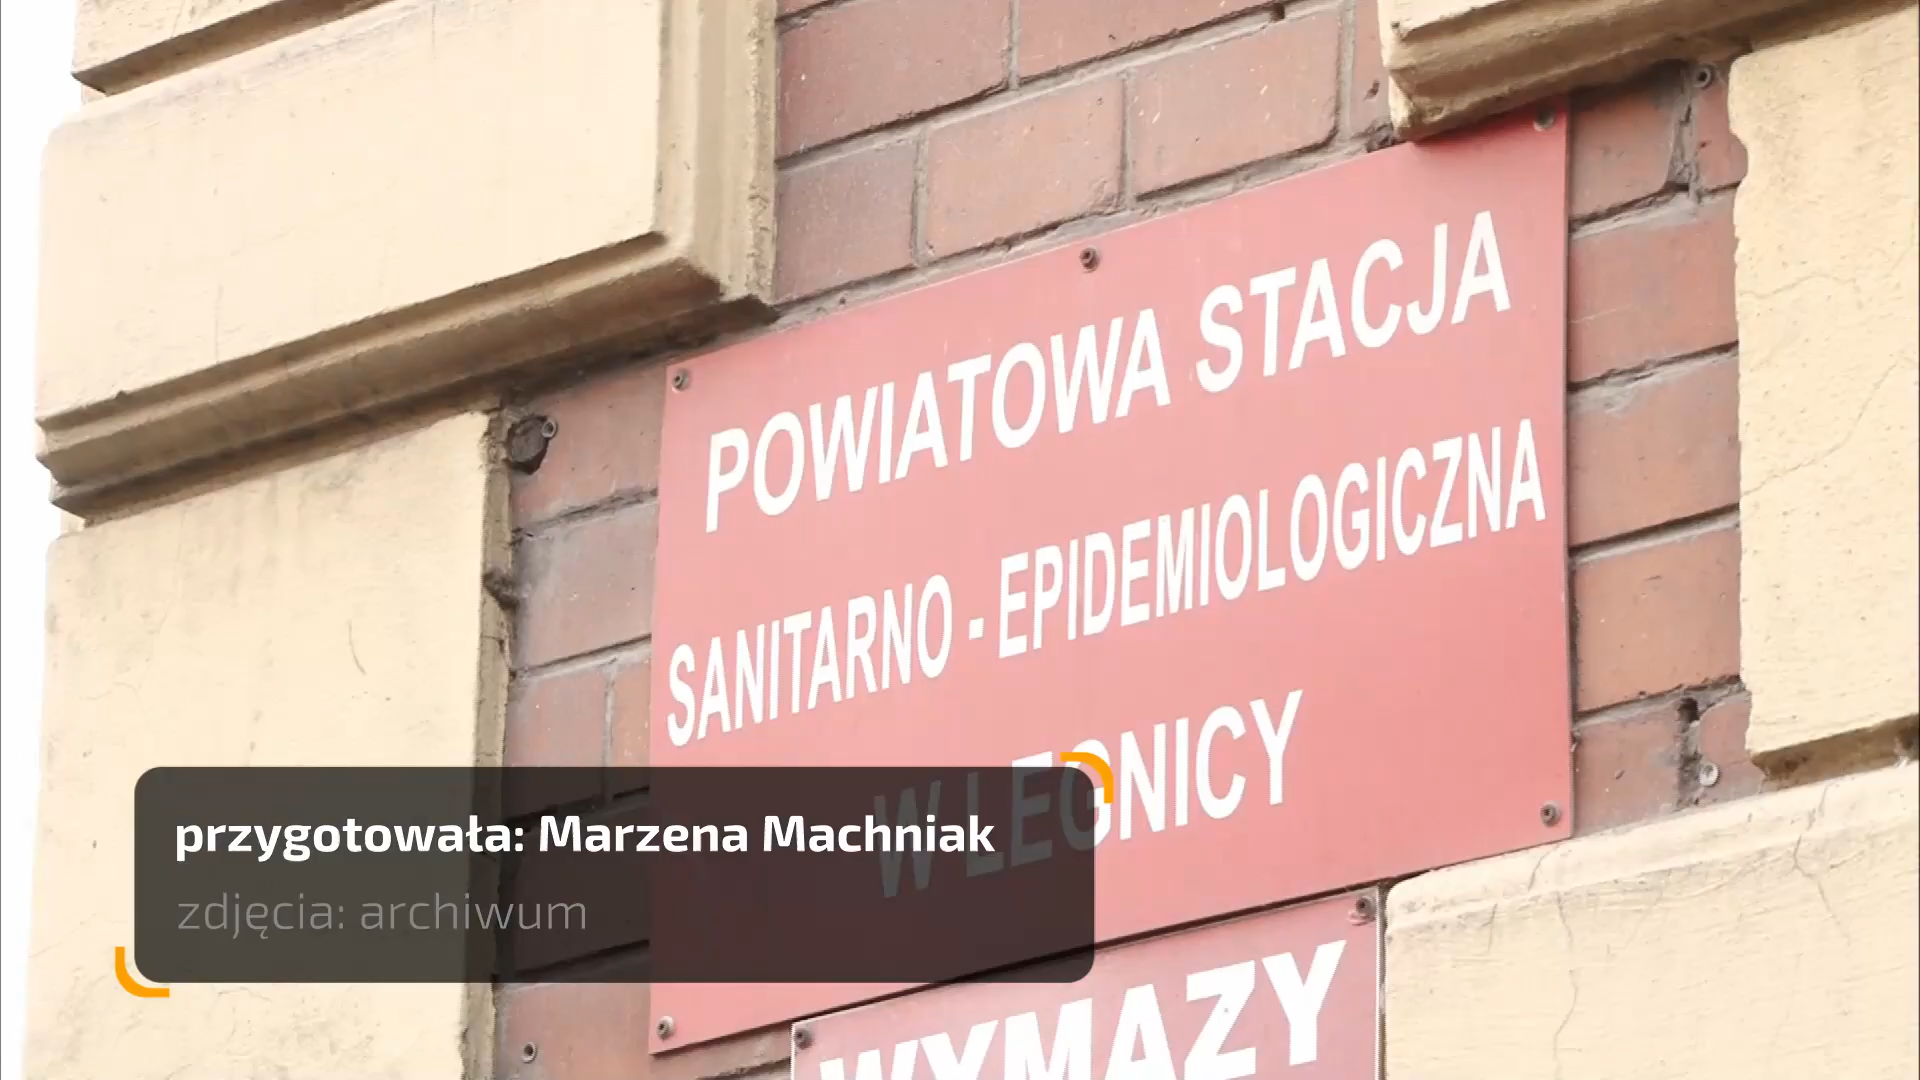 POWIATOWA STACJA
SANITARNO - EPIDEMIOLOGICZNA
W LEGNICY
WYMAZY
przygotowała: Marzena Machniak
zdjęcia: archiwum